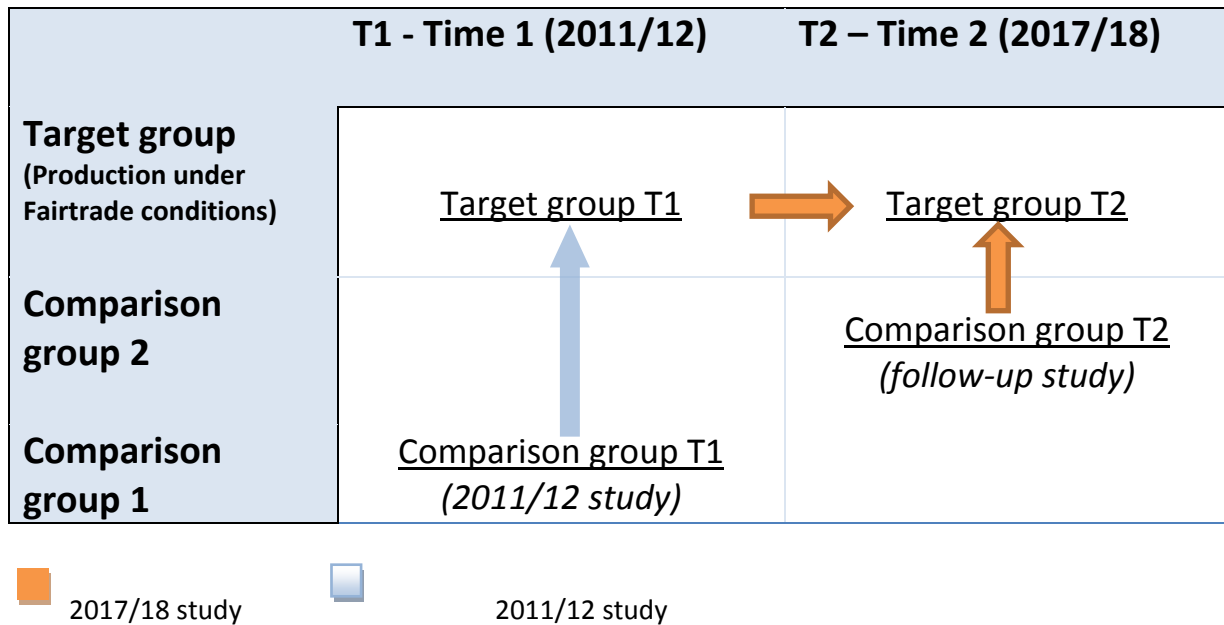 T1 - Time 1 (2011/12) T2 – Time 2 (2017/18)
Target group
(Production under
Fairtrade conditions)
Target group T1 Target group T2
Comparison
group 2
Comparison group T2
(follow-up study)
Comparison
group 1
Comparison group T1
(2011/12 study)
2017/18 study 2011/12 study